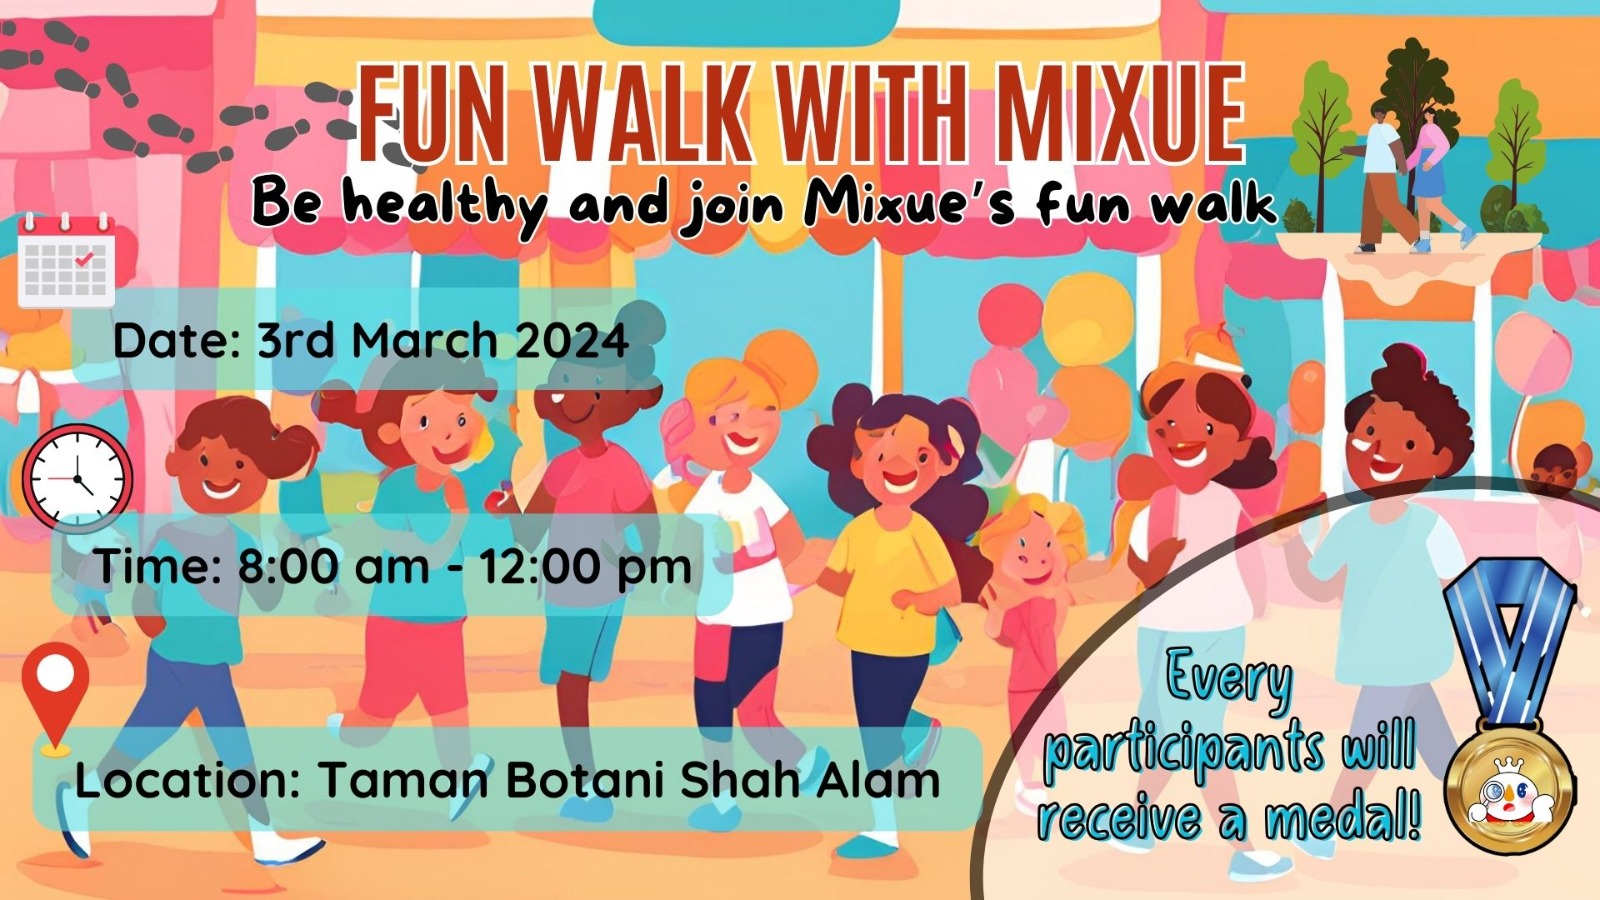 FUN WALK WITH MIXUE
Be healthy and join Mixue's fun walk
Date: 3rd March 2024
Time: 8:00 am - 12:00 pm
Location: Taman Botani Shah Alam
Every
participants will
receive a medal!